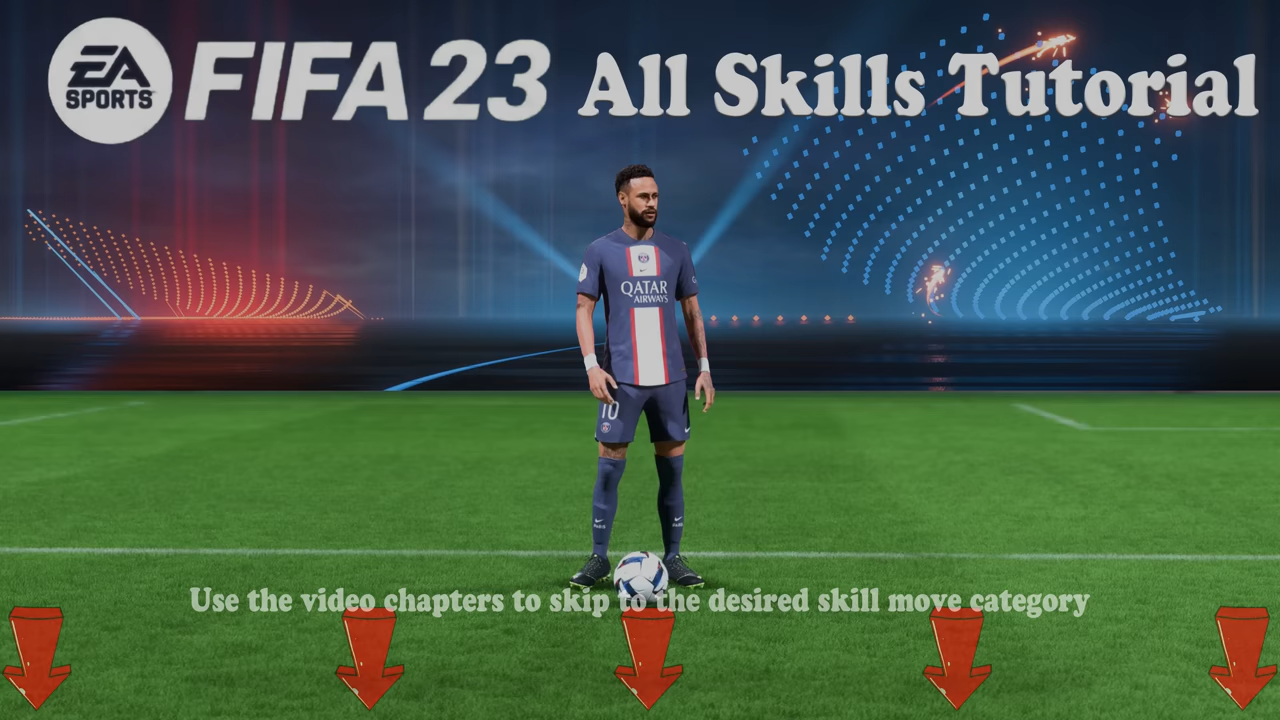 EA
SPORTS
FIFA 23 All Skills Tutorial
QATAR
AIRWAYS
10
Use the video chapters to skip to the desired skill move category